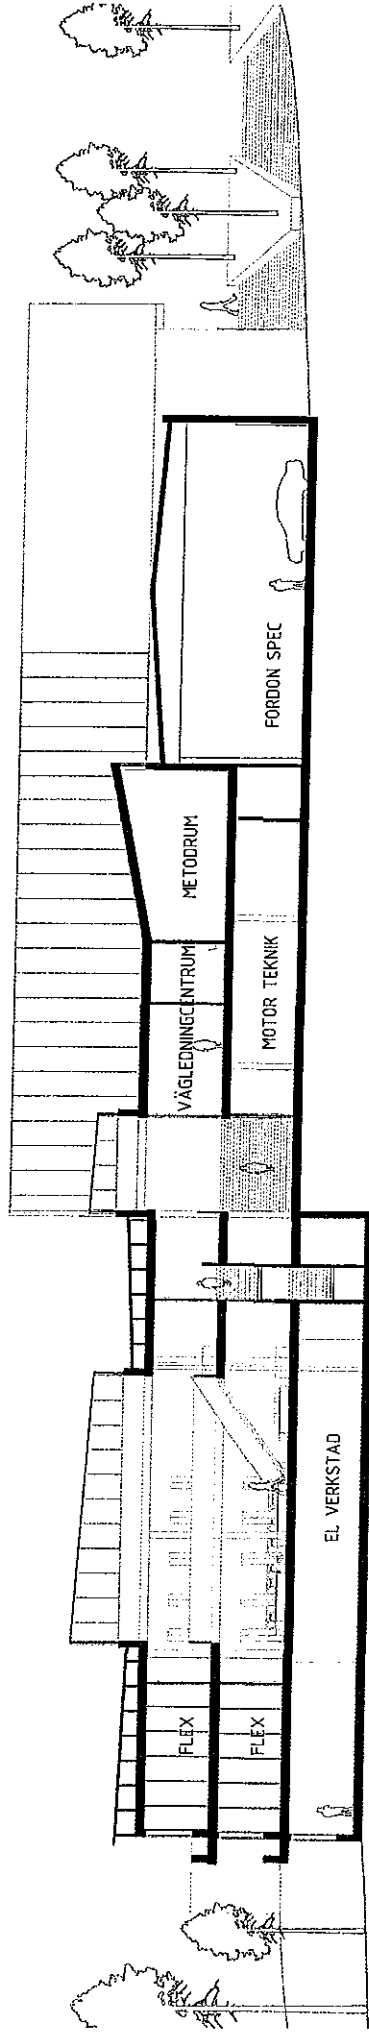 FLEX
FLEX
EL VERKSTAD
VÄGLEDNINGCENTRUM
METODRUM
MOTOR TEKNIK
FORDON SPEC